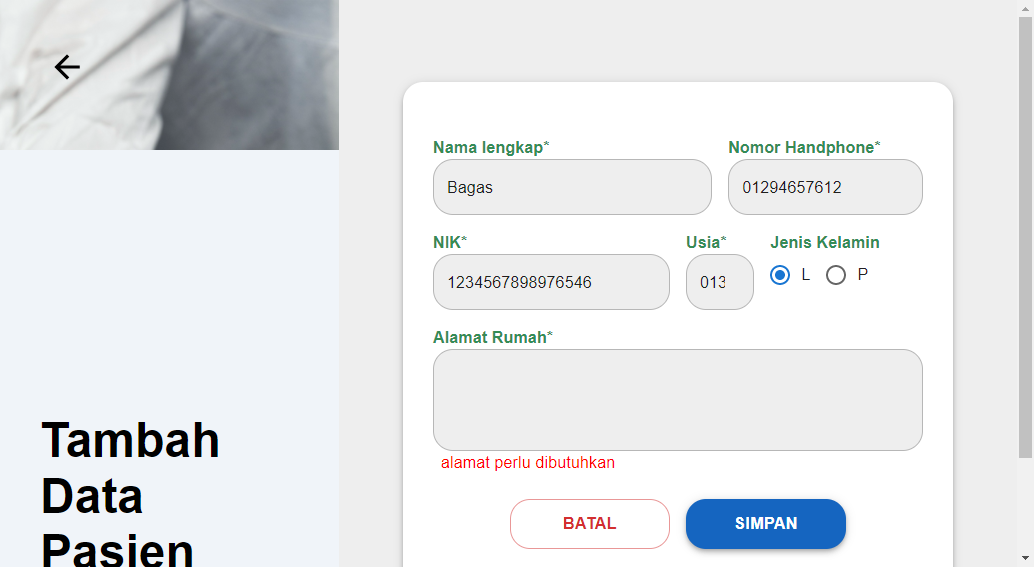 Nama lengkap*
Nomor Handphone*
Bagas
01294657612
NIK*
Usia*
Jenis Kelamin
1234567898976546
013
L
P
Alamat Rumah*
alamat perlu dibutuhkan
BATAL
SIMPAN
Tambah
Data
Pasien